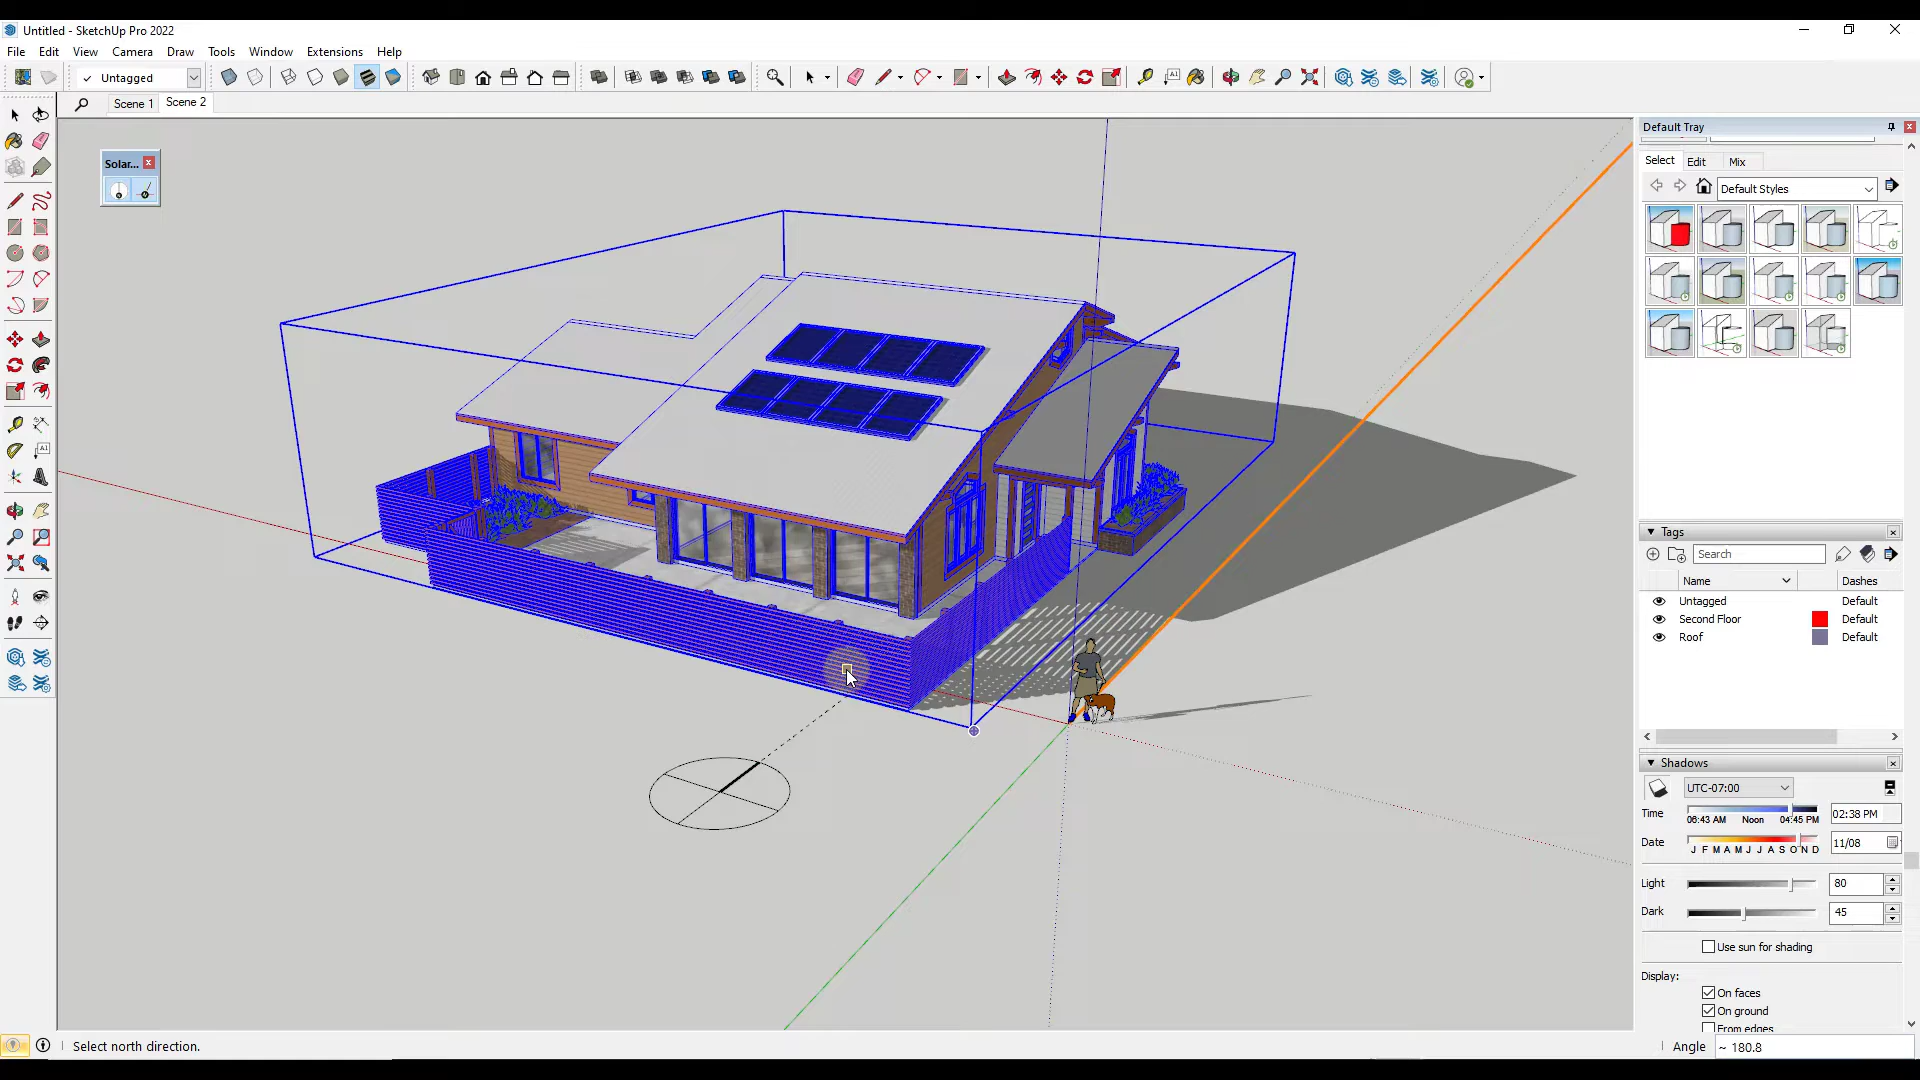 Untitled - SketchUp Pro 2022
File Edit View Camera Draw Tools Window Extensions Help
Untagged
Scene 1 Scene 2
Solar...
Default Tray
Select Edit Mix
Default Styles
Tags
Search
Name Dashes
Untagged Default
Second Floor Default
Roof Default
Shadows
UTC-07:00
Time 06:43 AM Noon 04:45 PM 02:38 PM
Date J F M A M J J A S O N D 11/08
Light 80
Dark 45
Use sun for shading
Display:
On faces
On ground
From edges
Select north direction.
Angle ~ 180.8